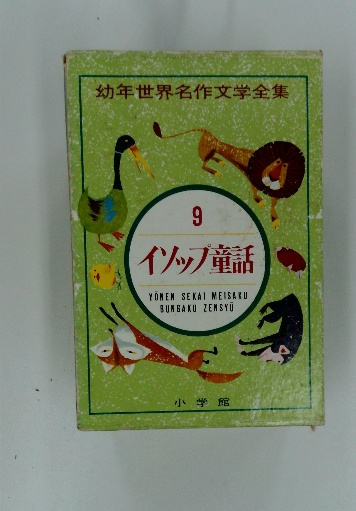 幼年世界名作文学全集
9
イソップ童話
YŌNEN SEKAI MEISAKU
BUNGAKU ZENSYŪ
小学館